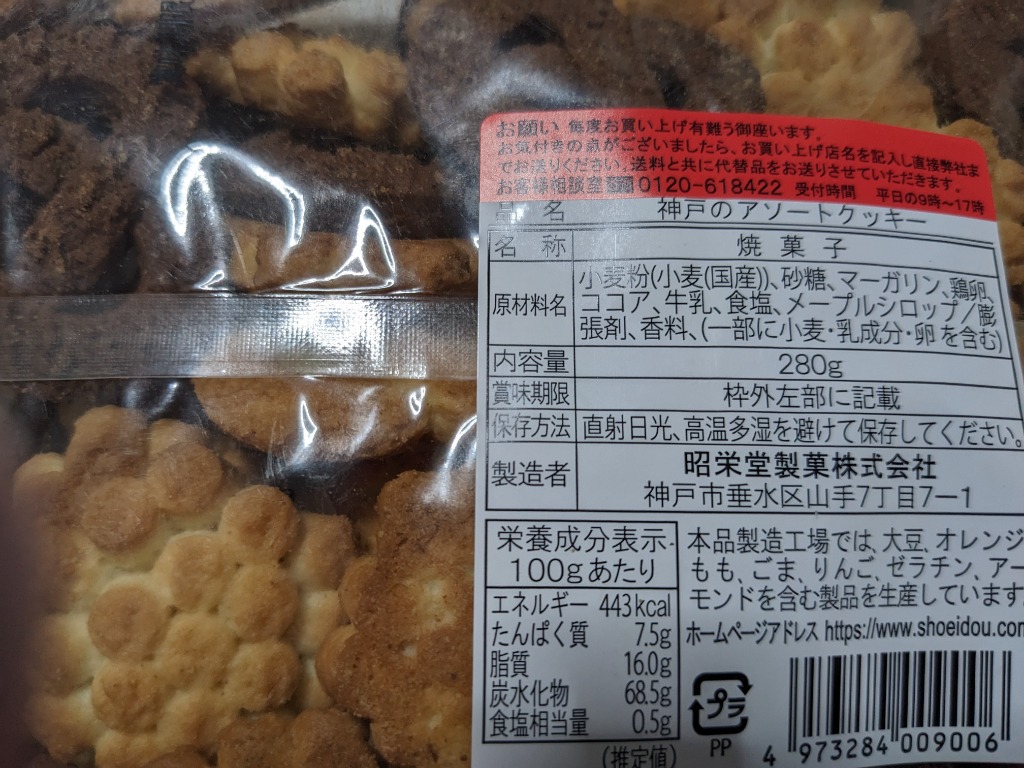 お願い 毎度お買い上げ有難う御座います。
お気付きの点がございましたら、お買い上げ店名を記入し直接弊社ま
でお送りください。送料と共に代替品をお送りさせていただきます。
お客様相談室 0120-618422 受付時間 平日の9時〜17時
品名 神戸のアソートクッキー
名称 焼菓子
原材料名 小麦粉(小麦(国産))、砂糖、マーガリン、鶏卵、
ココア、牛乳、食塩、メープルシロップ/膨
張剤、香料、(一部に小麦・乳成分・卵を含む)
内容量 280g
賞味期限 枠外左部に記載
保存方法 直射日光、高温多湿を避けて保存してください。
製造者 昭栄堂製菓株式会社
神戸市垂水区山手7丁目7−1
栄養成分表示
100gあたり
エネルギー 443kcal
たんぱく質 7.5g
脂質 16.0g
炭水化物 68.5g
食塩相当量 0.5g
(推定値)
本品製造工場では、大豆、オレンジ
もも、ごま、りんご、ゼラチン、アー
モンドを含む製品を生産しています
ホームページアドレス https://www.shoeidou.com
プラ
PP
4 973284 009006